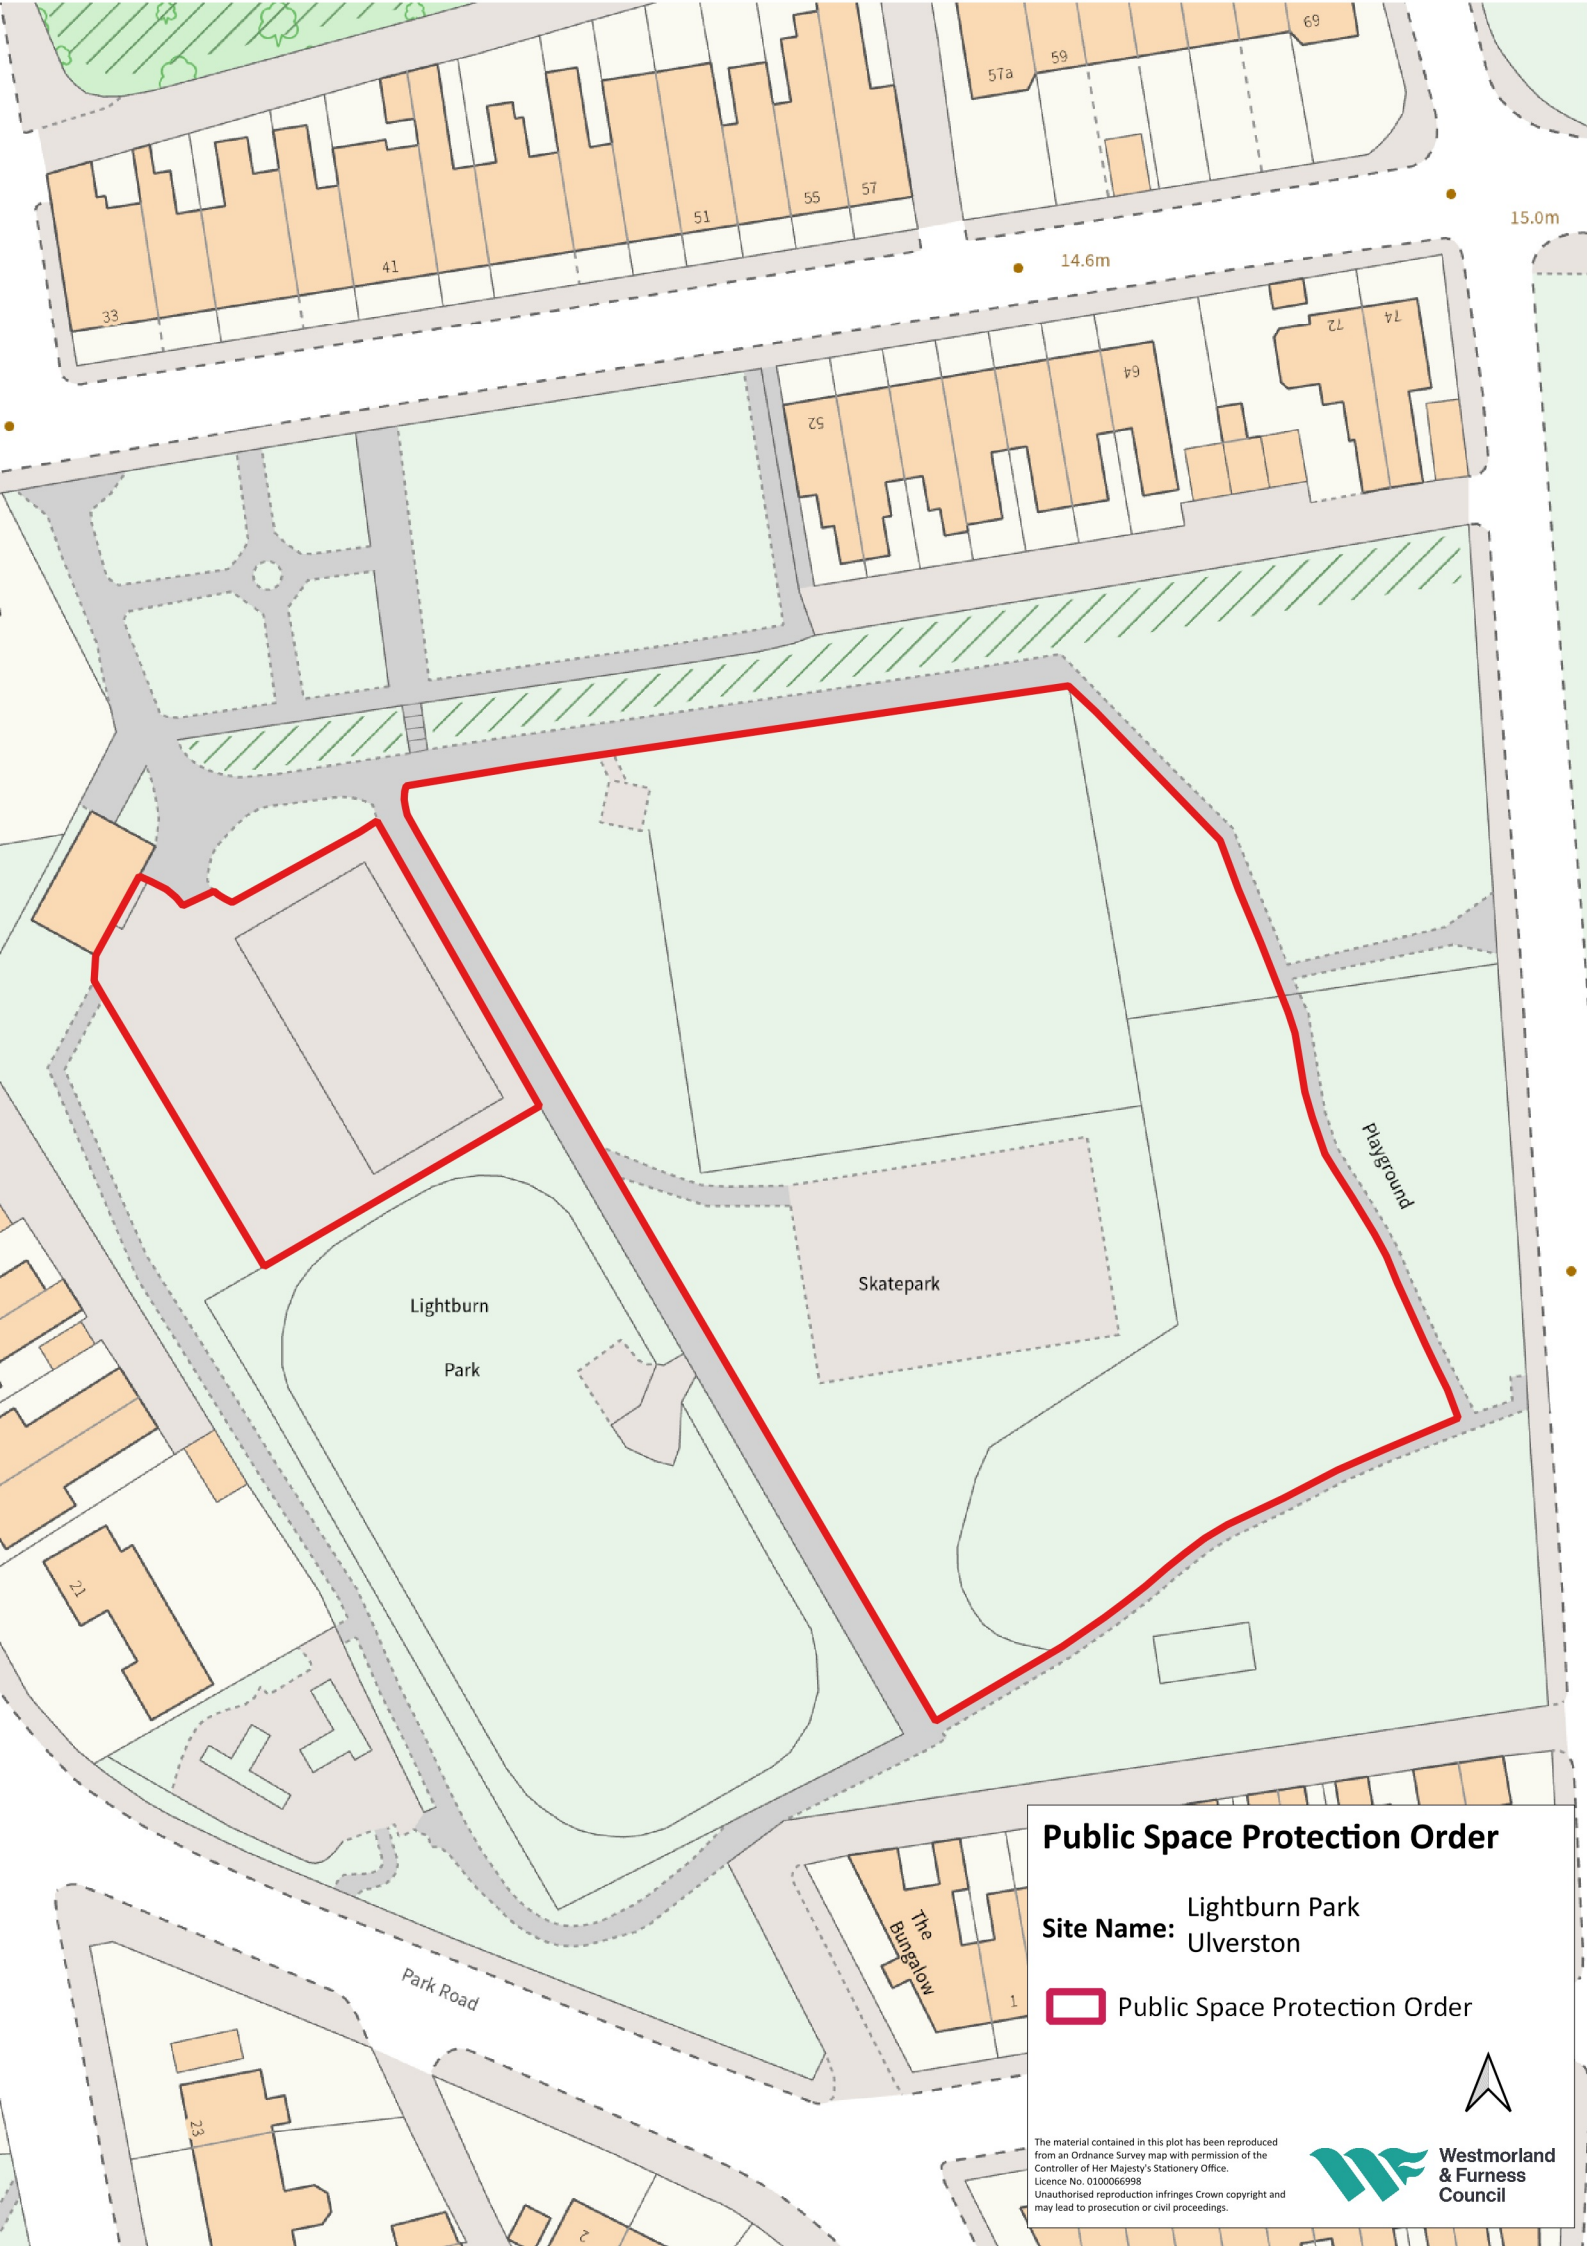 69
59
57a
57
55
51
41
33
15.0m
14.6m
74
72
64
52
Playground
Skatepark
Lightburn
Park
21
Public Space Protection Order
Site Name:
Lightburn Park
Ulverston
Public Space Protection Order
The
Bungalow
1
Park Road
23
2
The material contained in this plot has been reproduced
from an Ordnance Survey map with permission of the
Controller of Her Majesty's Stationery Office.
Licence No. 0100066998
Unauthorised reproduction infringes Crown copyright and
may lead to prosecution or civil proceedings.
Westmorland
& Furness
Council